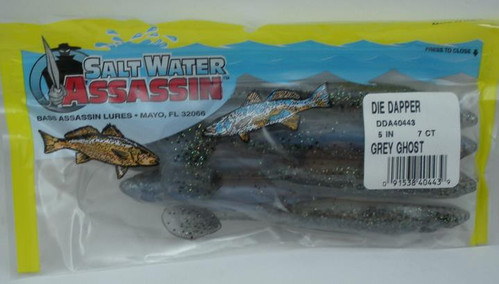 PRESS TO CLOSE
SALT WATER
ASSASSIN™
BASS ASSASSIN LURES • MAYO, FL 32066
DIE DAPPER
DDA40443
5 IN 7 CT
GREY GHOST
0 91536 40443 9